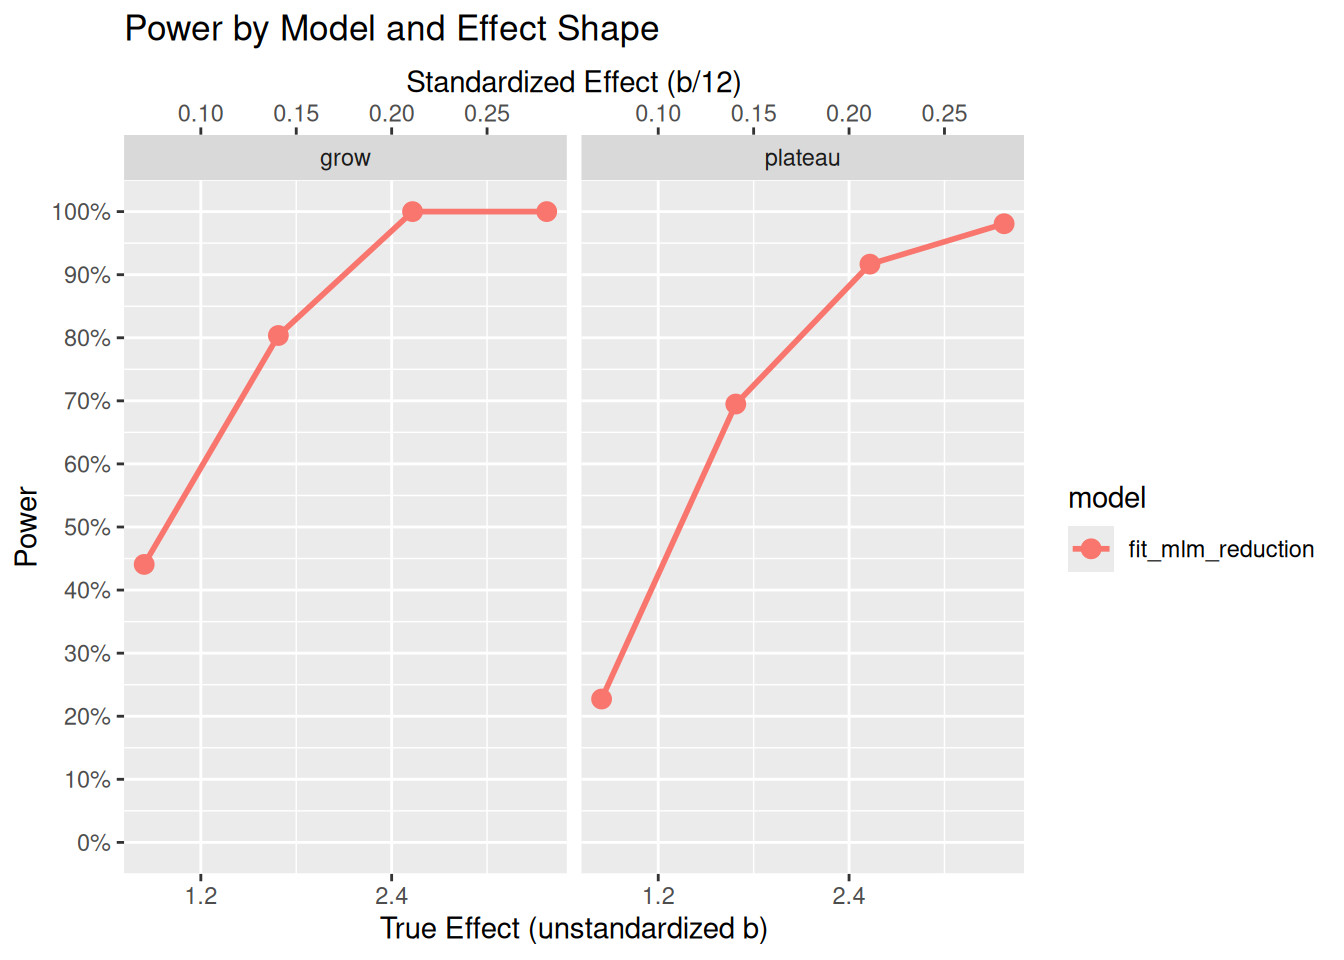 Power by Model and Effect Shape
Standardized Effect (b/12)
0.10 0.15 0.20 0.25 0.10 0.15 0.20 0.25
grow plateau
100%
90%
80%
70%
60%
50%
40%
30%
20%
10%
0%
Power
1.2 2.4 1.2 2.4
True Effect (unstandardized b)
model
fit_mlm_reduction